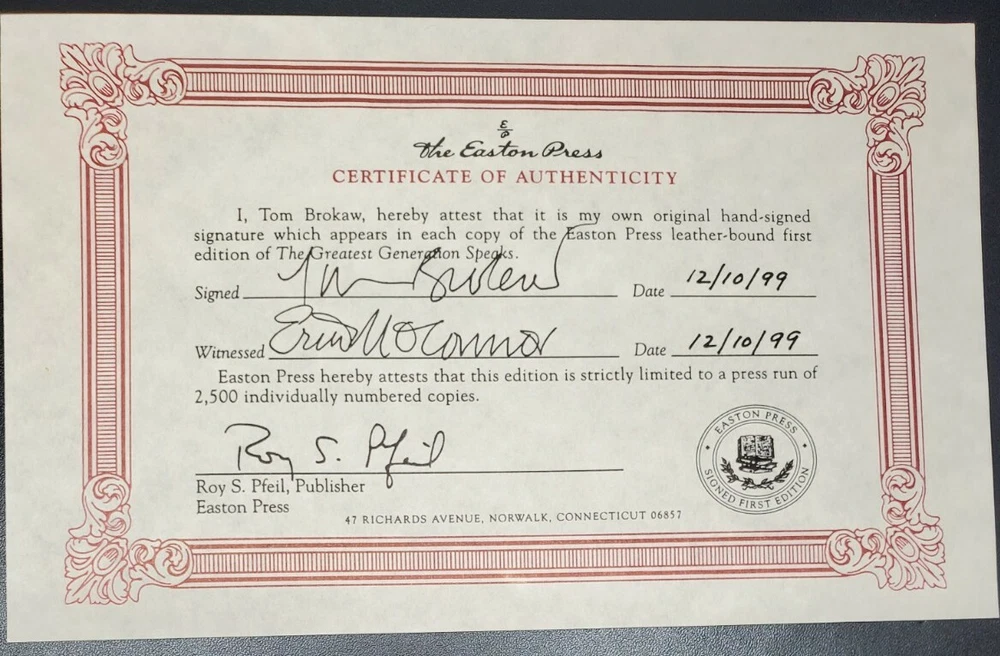 E
P
the Easton Press
CERTIFICATE OF AUTHENTICITY
I, Tom Brokaw, hereby attest that it is my own original hand-signed
signature which appears in each copy of the Easton Press leather-bound first
edition of The Greatest Generation Speaks.
Signed Tom Brokaw Date 12/10/99
Witnessed Erin O'Connor Date 12/10/99
Easton Press hereby attests that this edition is strictly limited to a press run of
2,500 individually numbered copies.
Roy S. Pfeil
Roy S. Pfeil, Publisher
Easton Press
47 RICHARDS AVENUE, NORWALK, CONNECTICUT 06857
EASTON PRESS
SIGNED FIRST EDITION